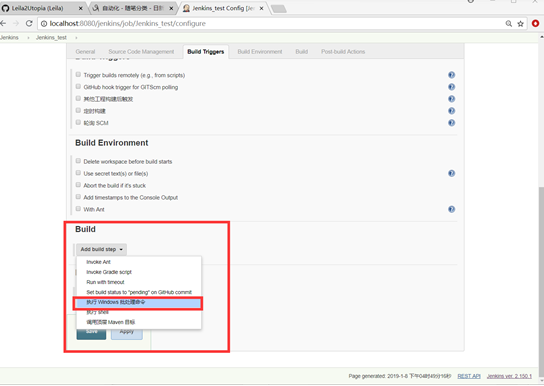 Leila2Utopia (Leila)
自动化 - 随笔分类 - 日
Jenkins_test Config [Jen
https://localhost:8080/jenkins/job/Jenkins_test/configure
Jenkins
Jenkins_test
General
Source Code Management
Build Triggers
Build Environment
Build
Post-build Actions
Trigger builds remotely (e.g., from scripts)
GitHub hook trigger for GITScm polling
其他工程构建后触发
定时构建
轮询 SCM
Build Environment
Delete workspace before build starts
Use secret text(s) or file(s)
Abort the build if it's stuck
Add timestamps to the Console Output
With Ant
Build
Add build step
Invoke Ant
Invoke Gradle script
Run with timeout
Set build status to "pending" on GitHub commit
执行 Windows 批处理命令
执行 shell
调用顶层 Maven 目标
Save
Apply
Page generated: 2019-1-8 下午04时49分16秒
REST API
Jenkins ver. 2.150.1